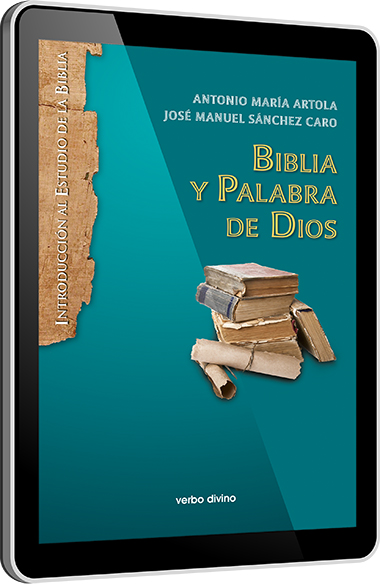 INTRODUCCIÓN AL ESTUDIO DE LA BIBLIA
ANTONIO MARÍA ARTOLA
JOSÉ MANUEL SÁNCHEZ CARO
BIBLIA
Y PALABRA
DE DIOS
verbo divino